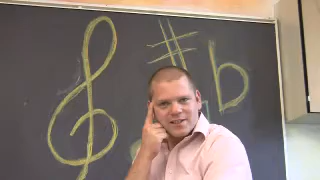 𝄞 ♯ ♭